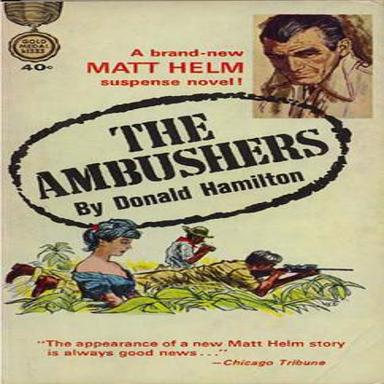 GOLD
MEDAL
40c
A brand-new
MATT HELM
suspense novel!
THE
AMBUSHERS
By Donald Hamilton
"The appearance of a new Matt Helm story
is always good news..."
—Chicago Tribune